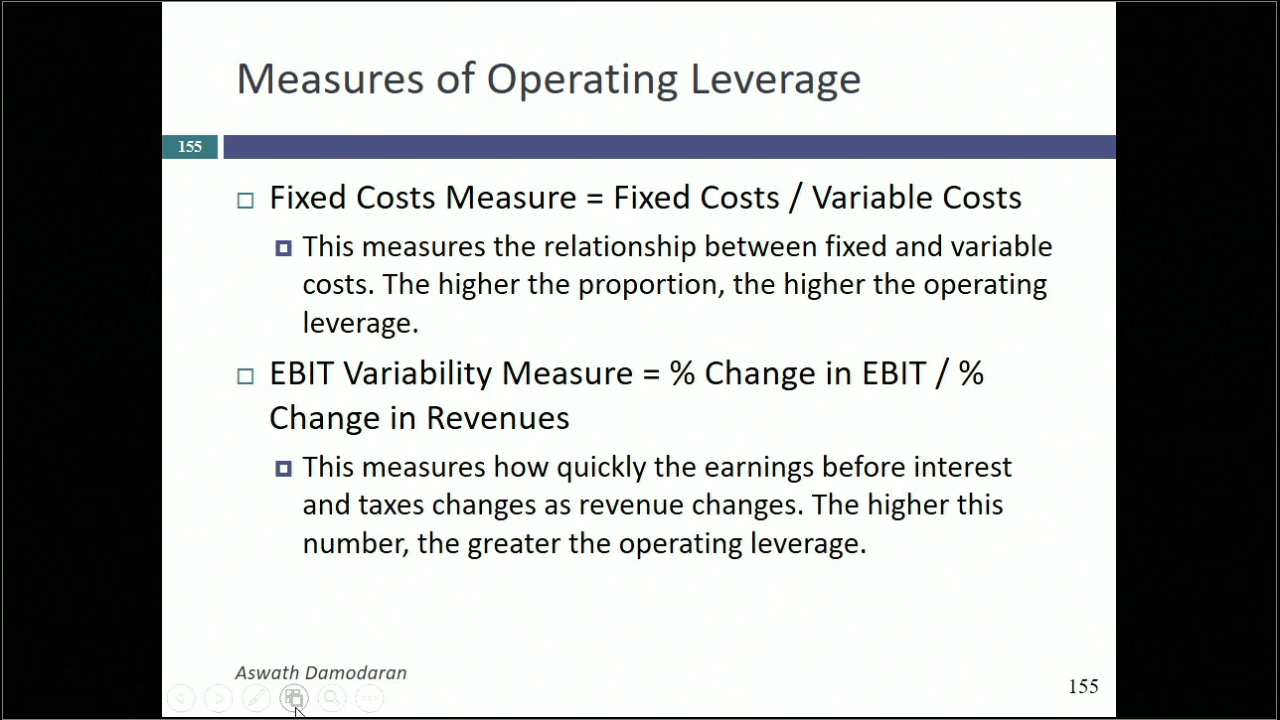 Measures of Operating Leverage
155
Fixed Costs Measure = Fixed Costs / Variable Costs
This measures the relationship between fixed and variable
costs. The higher the proportion, the higher the operating
leverage.
EBIT Variability Measure = % Change in EBIT / %
Change in Revenues
This measures how quickly the earnings before interest
and taxes changes as revenue changes. The higher this
number, the greater the operating leverage.
Aswath Damodaran
155